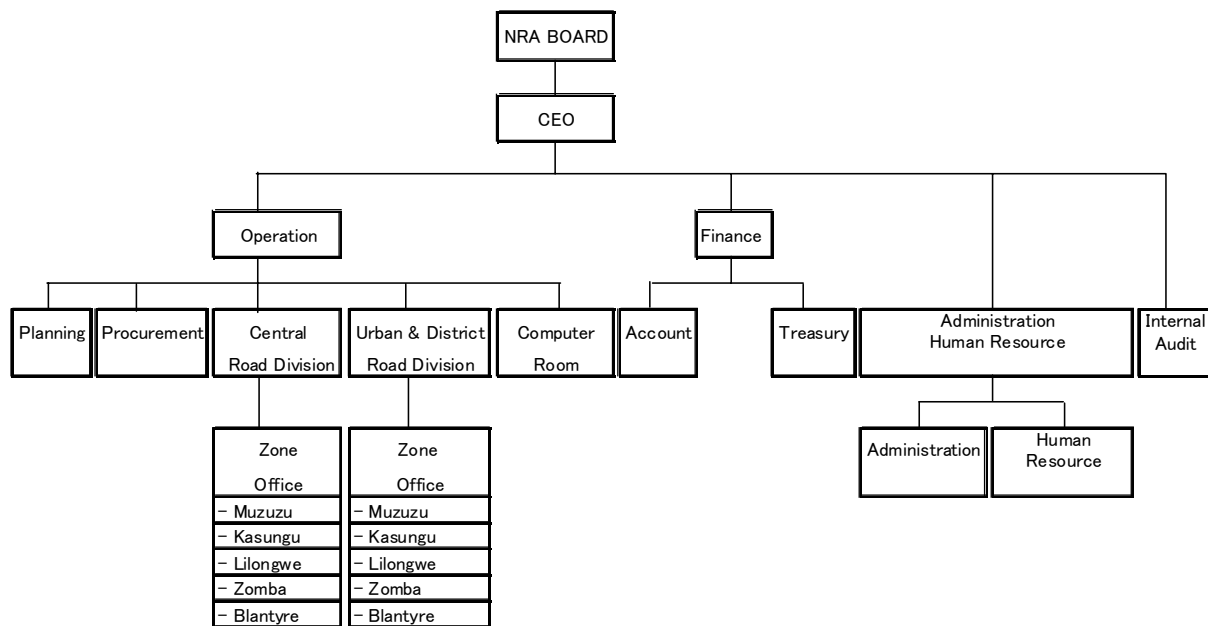 NRA BOARD
CEO
Operation
Finance
Planning
Procurement
Central
Road Division
Urban & District
Road Division
Computer
Room
Account
Treasury
Administration
Human Resource
Internal
Audit
Zone
Office
- Muzuzu
- Kasungu
- Lilongwe
- Zomba
- Blantyre
Zone
Office
- Muzuzu
- Kasungu
- Lilongwe
- Zomba
- Blantyre
Administration
Human
Resource